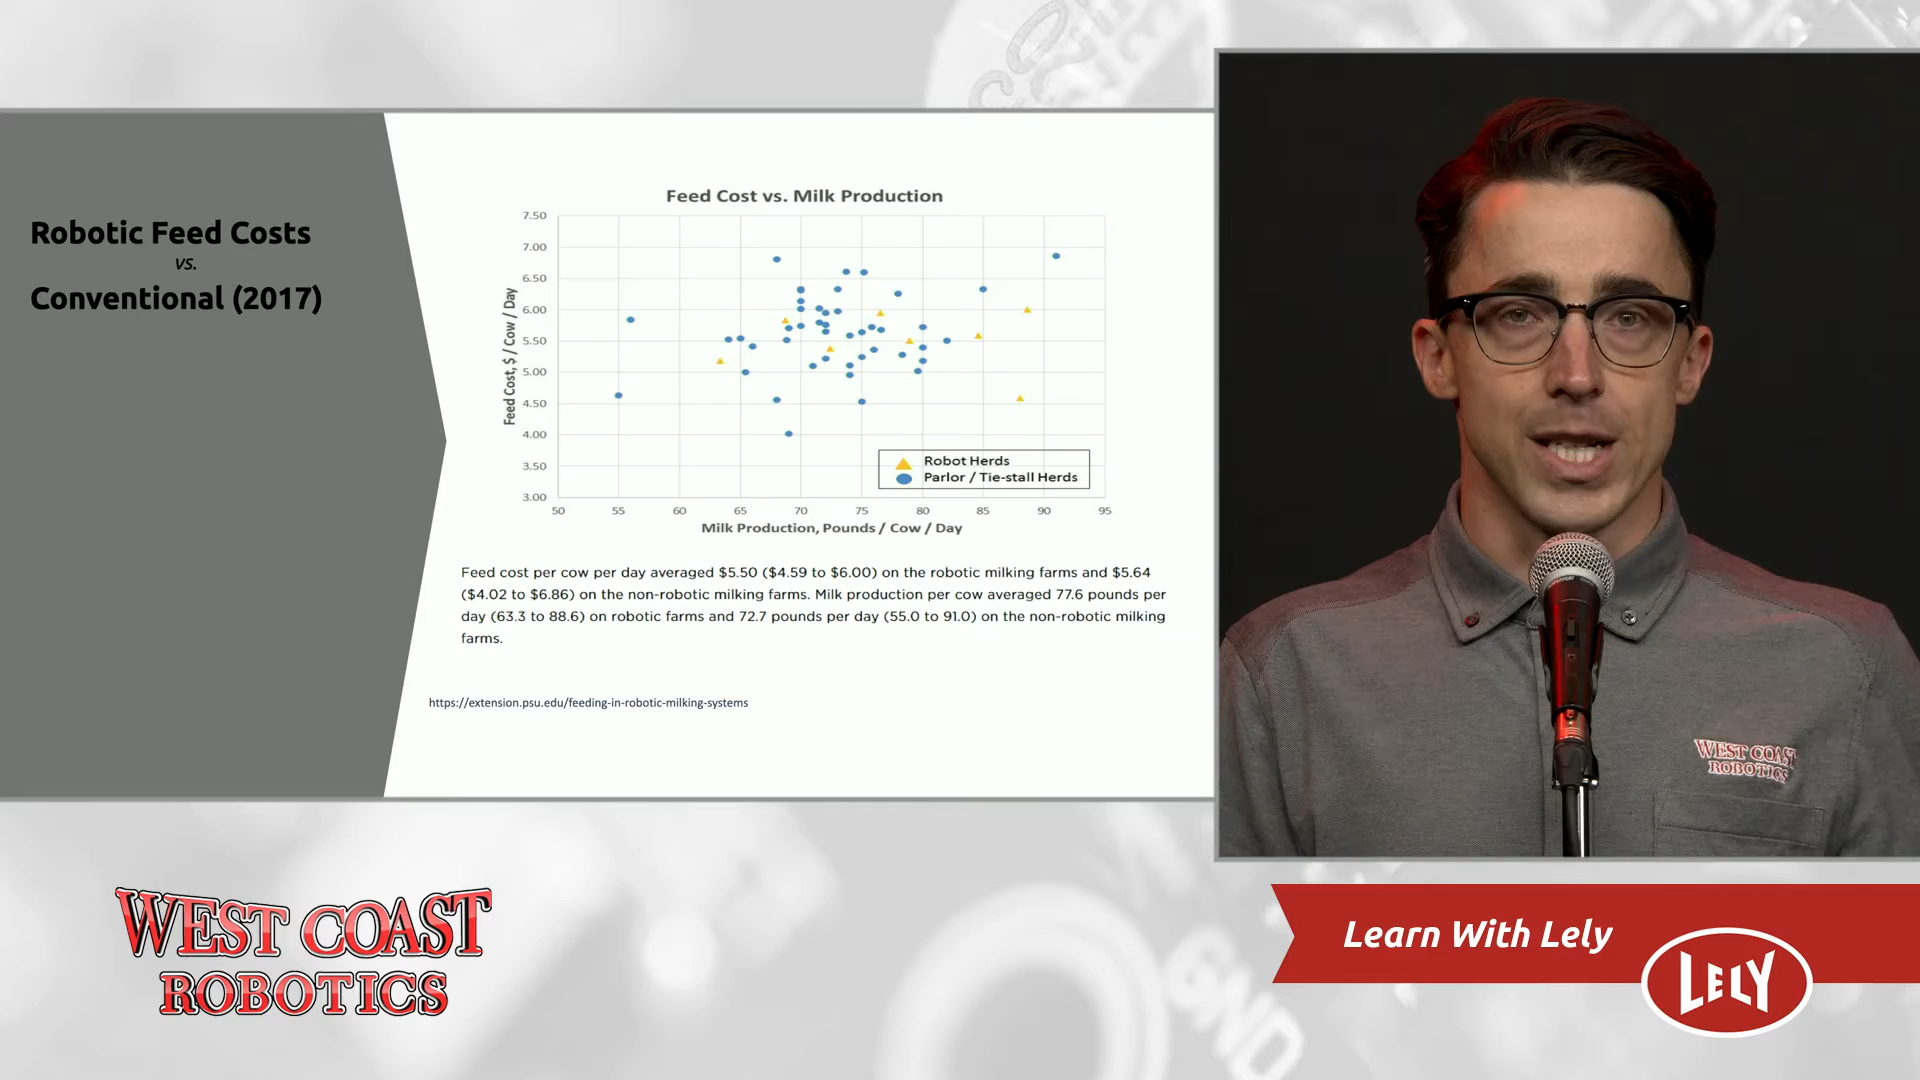 Robotic Feed Costs
vs.
Conventional (2017)
Feed Cost vs. Milk Production
Feed Cost, $ / Cow / Day
7.50
7.00
6.50
6.00
5.50
5.00
4.50
4.00
3.50
3.00
50 55 60 65 70 75 80 85 90 95
Milk Production, Pounds / Cow / Day
Robot Herds
Parlor / Tie-stall Herds
Feed cost per cow per day averaged $5.50 ($4.59 to $6.00) on the robotic milking farms and $5.64
($4.02 to $6.86) on the non-robotic milking farms. Milk production per cow averaged 77.6 pounds per
day (63.3 to 88.6) on robotic farms and 72.7 pounds per day (55.0 to 91.0) on the non-robotic milking
farms.
https://extension.psu.edu/feeding-in-robotic-milking-systems
WEST COAST
ROBOTICS
WEST COAST
ROBOTICS
Learn With Lely
LELY